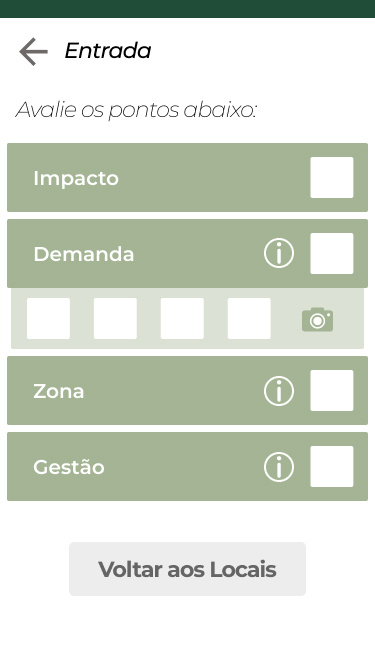 Entrada
Avalie os pontos abaixo:
Impacto
Demanda
Zona
Gestão
Voltar aos Locais